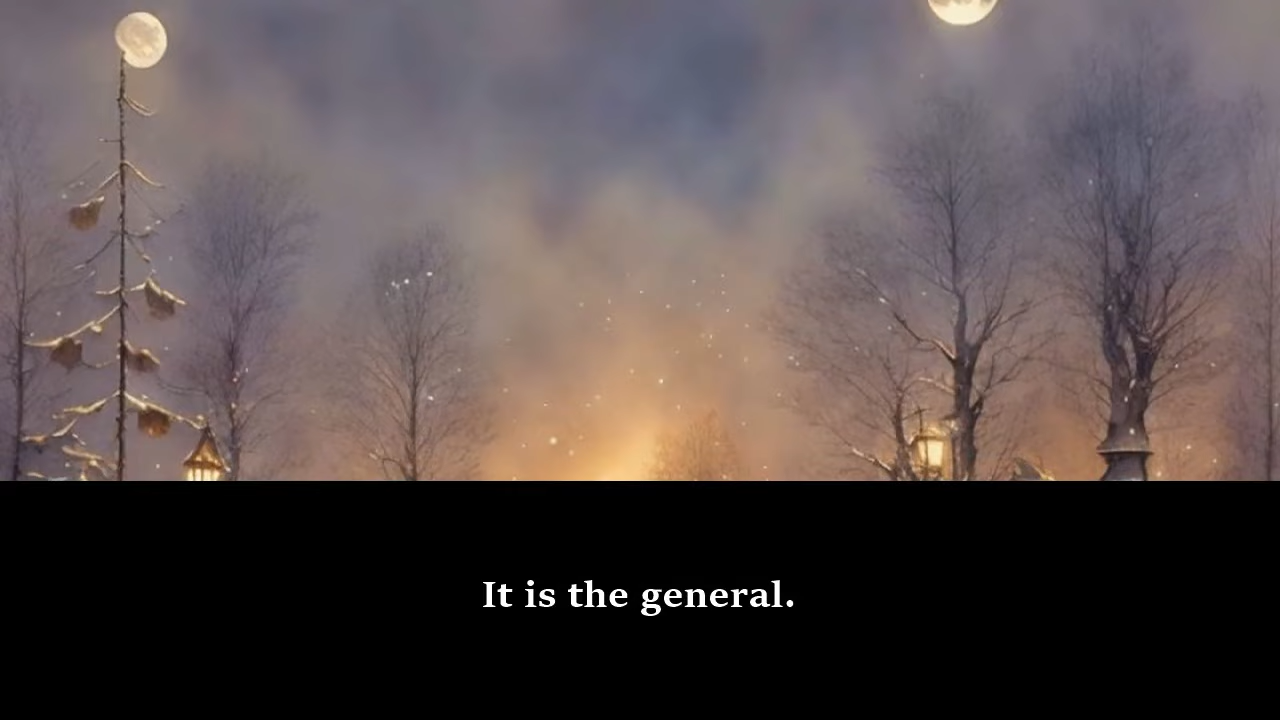 It is the general.